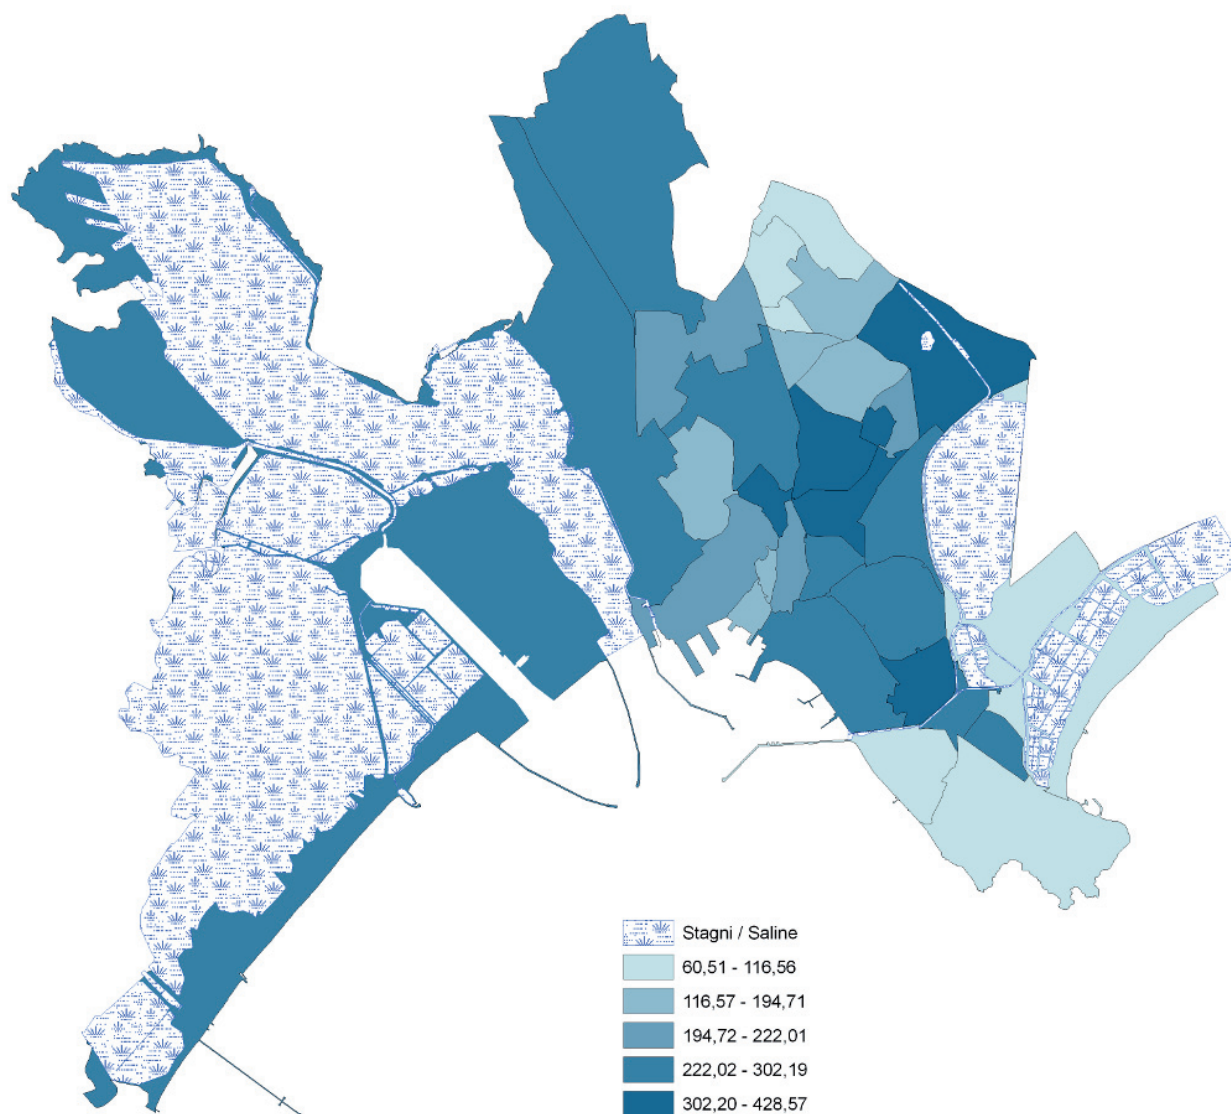 Stagni / Saline
60,51 - 116,56
116,57 - 194,71
194,72 - 222,01
222,02 - 302,19
302,20 - 428,57